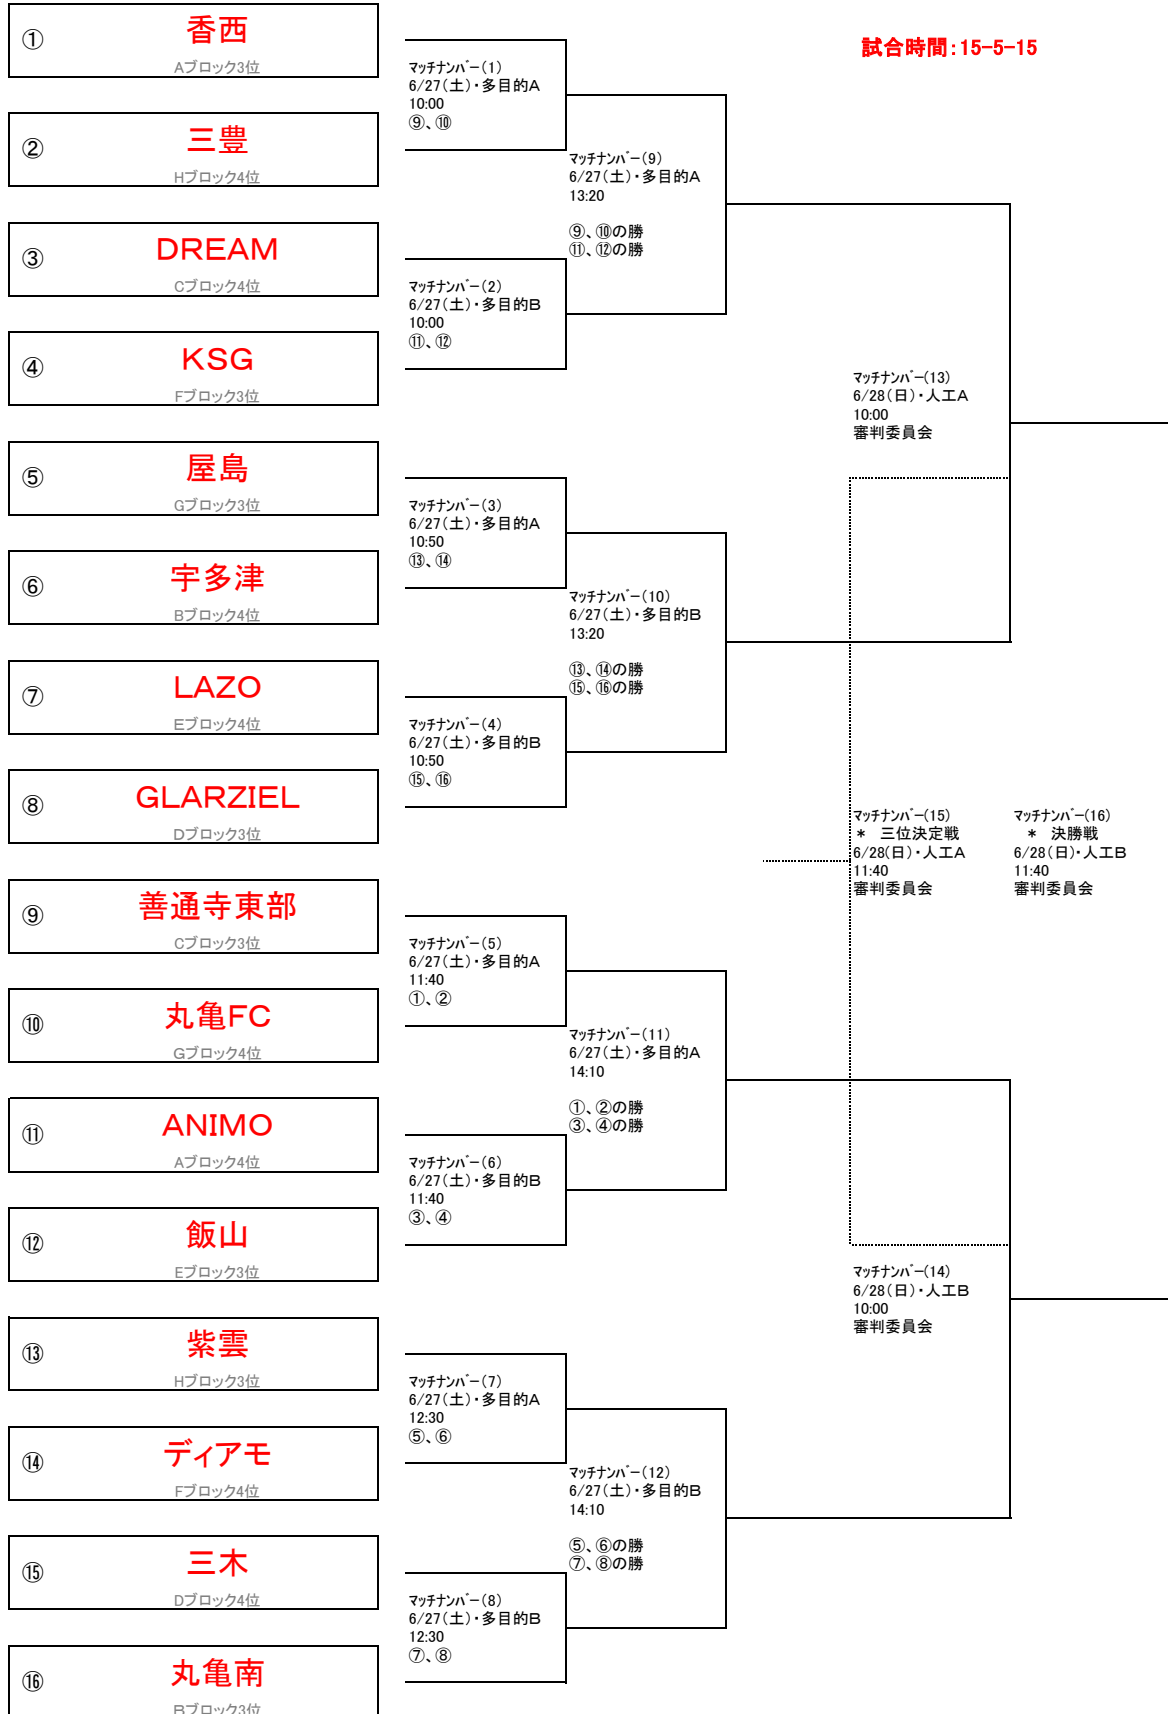 ① 香西
Aブロック3位
② 三豊
Hブロック4位
③ DREAM
Cブロック4位
④ KSG
Fブロック3位
⑤ 屋島
Gブロック3位
⑥ 宇多津
Bブロック4位
⑦ LAZO
Eブロック4位
⑧ GLARZIEL
Dブロック3位
⑨ 善通寺東部
Cブロック3位
⑩ 丸亀FC
Gブロック4位
⑪ ANIMO
Aブロック4位
⑫ 飯山
Eブロック3位
⑬ 紫雲
Hブロック3位
⑭ ディアモ
Fブロック4位
⑮ 三木
Dブロック4位
⑯ 丸亀南
Bブロック3位
マッチナンバー(1)
6/27(土)・多目的A
10:00
⑨、⑩
マッチナンバー(2)
6/27(土)・多目的B
10:00
⑪、⑫
マッチナンバー(3)
6/27(土)・多目的A
10:50
⑬、⑭
マッチナンバー(4)
6/27(土)・多目的B
10:50
⑮、⑯
マッチナンバー(5)
6/27(土)・多目的A
11:40
①、②
マッチナンバー(6)
6/27(土)・多目的B
11:40
③、④
マッチナンバー(7)
6/27(土)・多目的A
12:30
⑤、⑥
マッチナンバー(8)
6/27(土)・多目的B
12:30
⑦、⑧
マッチナンバー(9)
6/27(土)・多目的A
13:20
⑨、⑩の勝
⑪、⑫の勝
マッチナンバー(10)
6/27(土)・多目的B
13:20
⑬、⑭の勝
⑮、⑯の勝
マッチナンバー(11)
6/27(土)・多目的A
14:10
①、②の勝
③、④の勝
マッチナンバー(12)
6/27(土)・多目的B
14:10
⑤、⑥の勝
⑦、⑧の勝
試合時間:15-5-15
マッチナンバー(13)
6/28(日)・人工A
10:00
審判委員会
マッチナンバー(15)
* 三位決定戦
6/28(日)・人工A
11:40
審判委員会
マッチナンバー(16)
* 決勝戦
6/28(日)・人工B
11:40
審判委員会
マッチナンバー(14)
6/28(日)・人工B
10:00
審判委員会